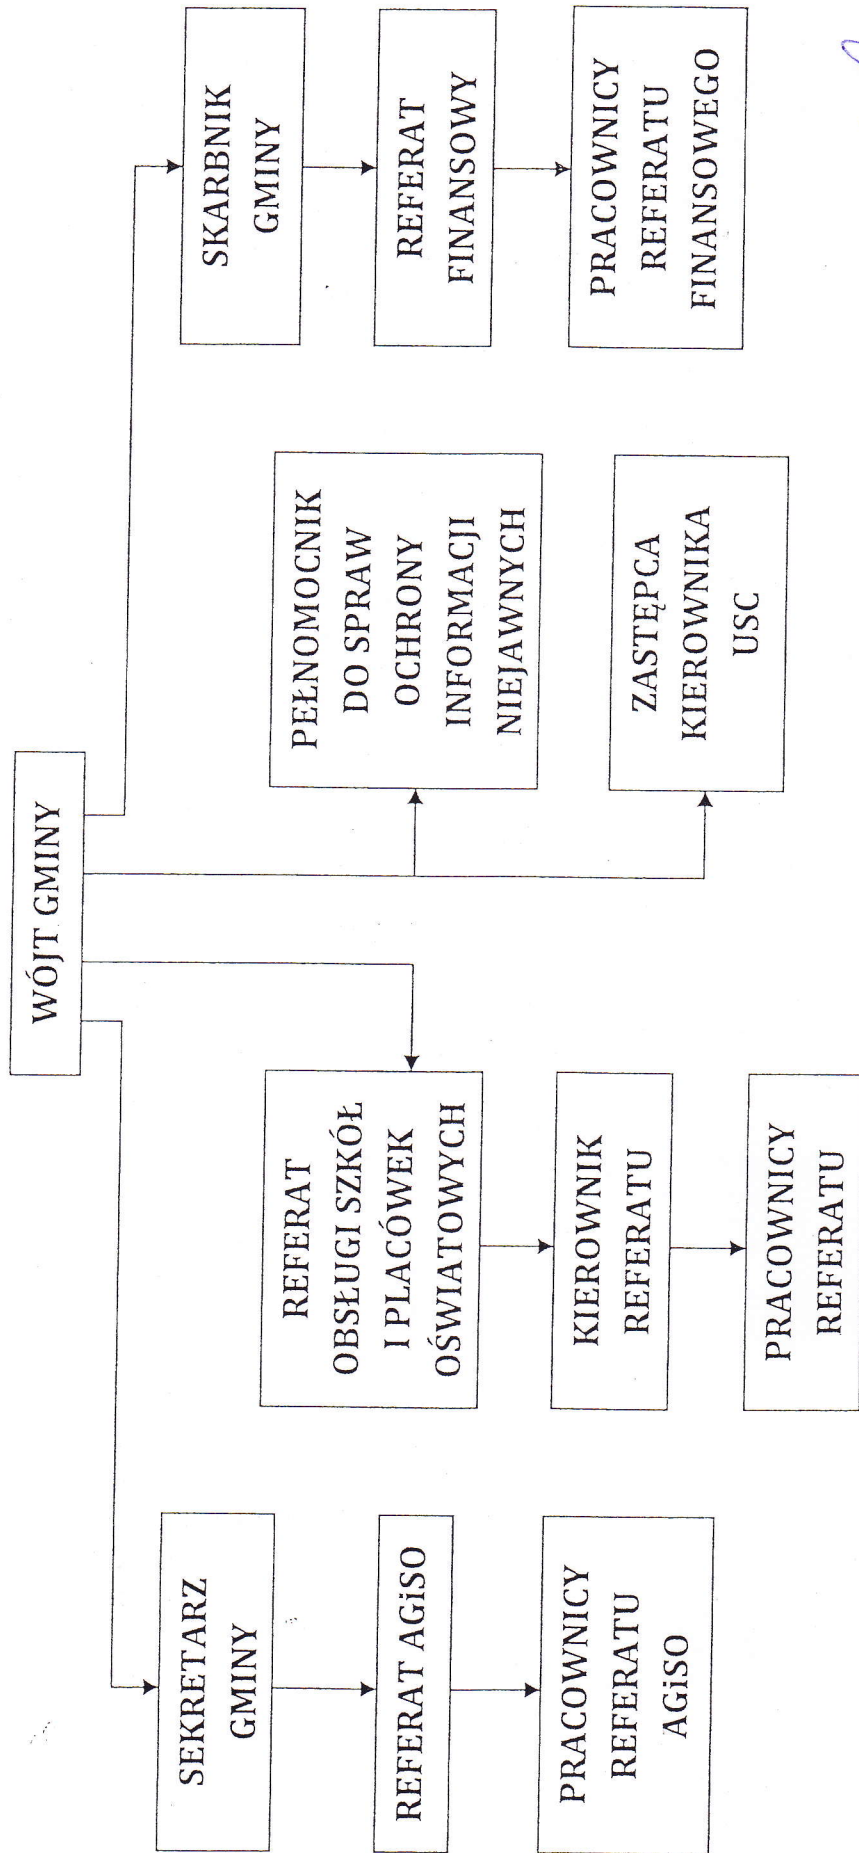 WÓJT GMINY
SEKRETARZ
GMINY
REFERAT AGiSO
PRACOWNICY
REFERATU
AGiSO
REFERAT
OBSŁUGI SZKÓŁ
I PLACÓWEK
OŚWIATOWYCH
KIEROWNIK
REFERATU
PRACOWNICY
REFERATU
PEŁNOMOCNIK
DO SPRAW
OCHRONY
INFORMACJI
NIEJAWNYCH
ZASTĘPCA
KIEROWNIKA
USC
SKARBNIK
GMINY
REFERAT
FINANSOWY
PRACOWNICY
REFERATU
FINANSOWEGO